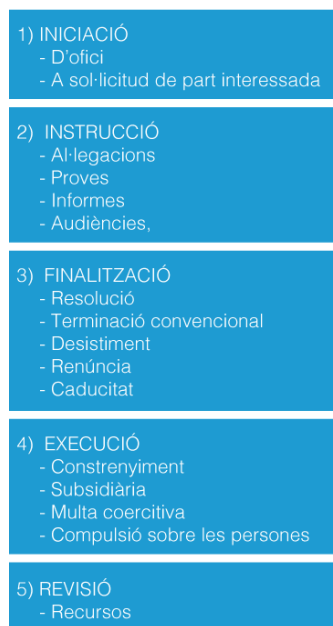 1) INICIACIÓ
- D'ofici
- A sol·licitud de part interessada
2) INSTRUCCIÓ
- Al·legacions
- Proves
- Informes
- Audiències,
3) FINALITZACIÓ
- Resolució
- Terminació convencional
- Desistiment
- Renúncia
- Caducitat
4) EXECUCIÓ
- Constrenyiment
- Subsidiària
- Multa coercitiva
- Compulsió sobre les persones
5) REVISIÓ
- Recursos